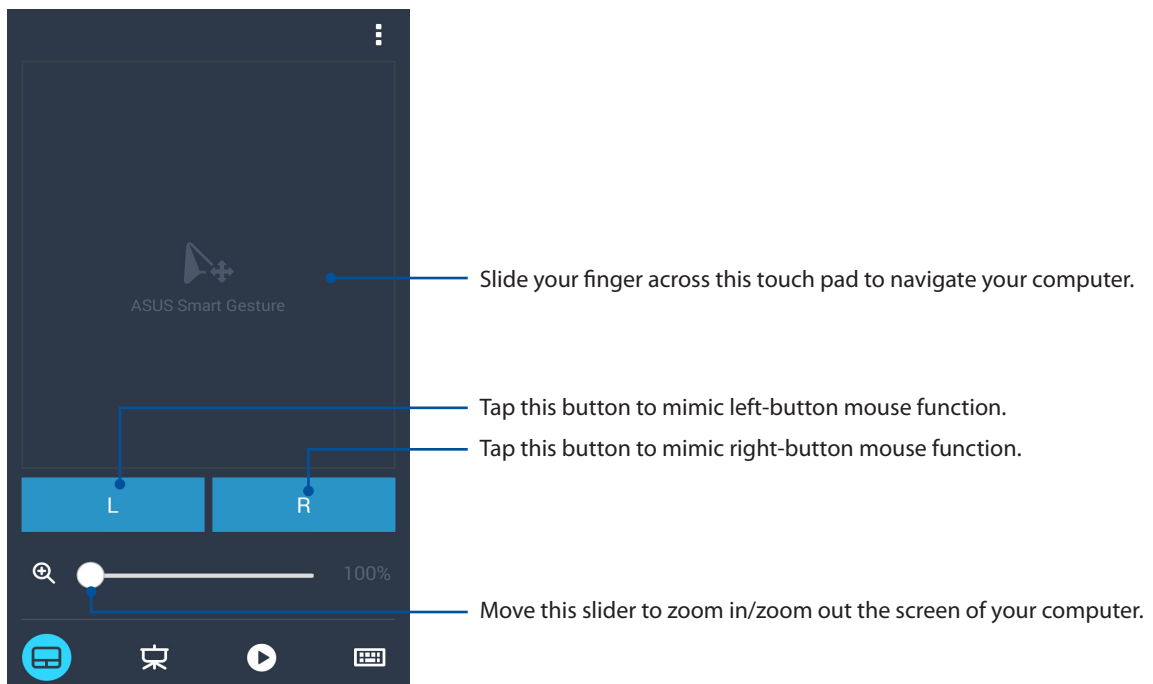 ASUS Smart Gesture
Slide your finger across this touch pad to navigate your computer.
Tap this button to mimic left-button mouse function.
Tap this button to mimic right-button mouse function.
L
R
100%
Move this slider to zoom in/zoom out the screen of your computer.